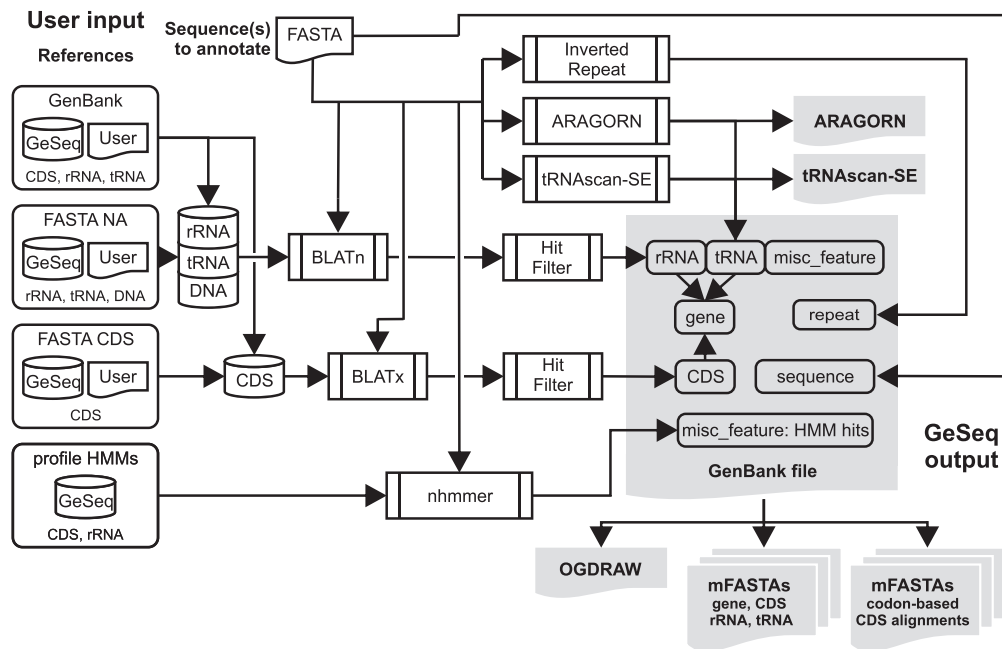 User input
References
Sequence(s)
to annotate
FASTA
GenBank
GeSeq
User
CDS, rRNA, tRNA
FASTA NA
GeSeq
User
rRNA, tRNA, DNA
FASTA CDS
GeSeq
User
CDS
profile HMMs
GeSeq
CDS, rRNA
rRNA
tRNA
DNA
CDS
BLATn
BLATx
nhmmer
Inverted
Repeat
ARAGORN
tRNAscan-SE
Hit
Filter
Hit
Filter
ARAGORN
tRNAscan-SE
rRNA
tRNA
misc_feature
gene
repeat
CDS
sequence
misc_feature: HMM hits
GenBank file
GeSeq
output
OGDRAW
mFASTAs
gene, CDS
rRNA, tRNA
mFASTAs
codon-based
CDS alignments